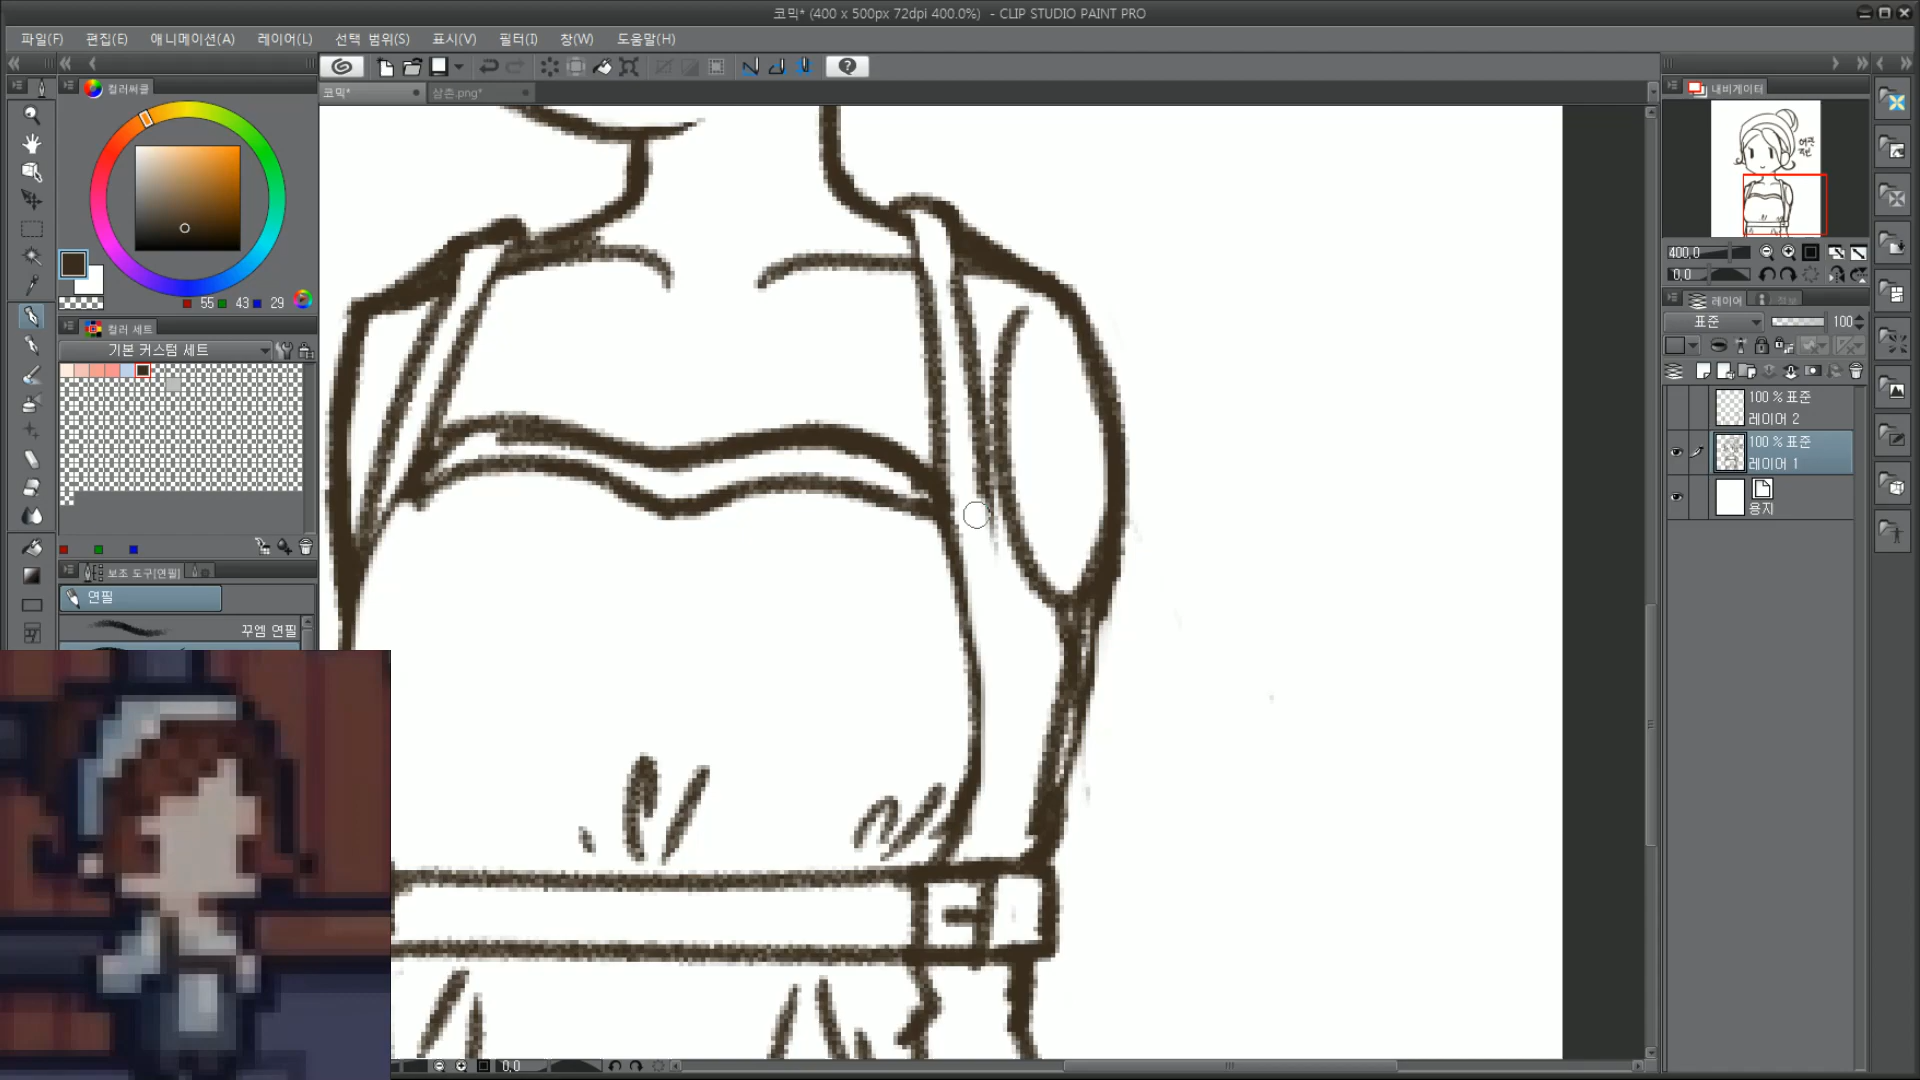 코믹* (400 x 500px 72dpi 400.0%) - CLIP STUDIO PAINT PRO
파일(F) 편집(E) 애니메이션(A) 레이어(L) 선택 범위(S) 표시(V) 필터(I) 창(W) 도움말(H)
컬러써클
코믹*
삼촌.png*
내비게이터
400.0
0.0
55 43 29
컬러 세트
기본 커스텀 세트
레이어
정보
표준
100
100 % 표준
레이어 2
100 % 표준
레이어 1
용지
보조 도구[연필]
연필
꾸엠 연필
0.0